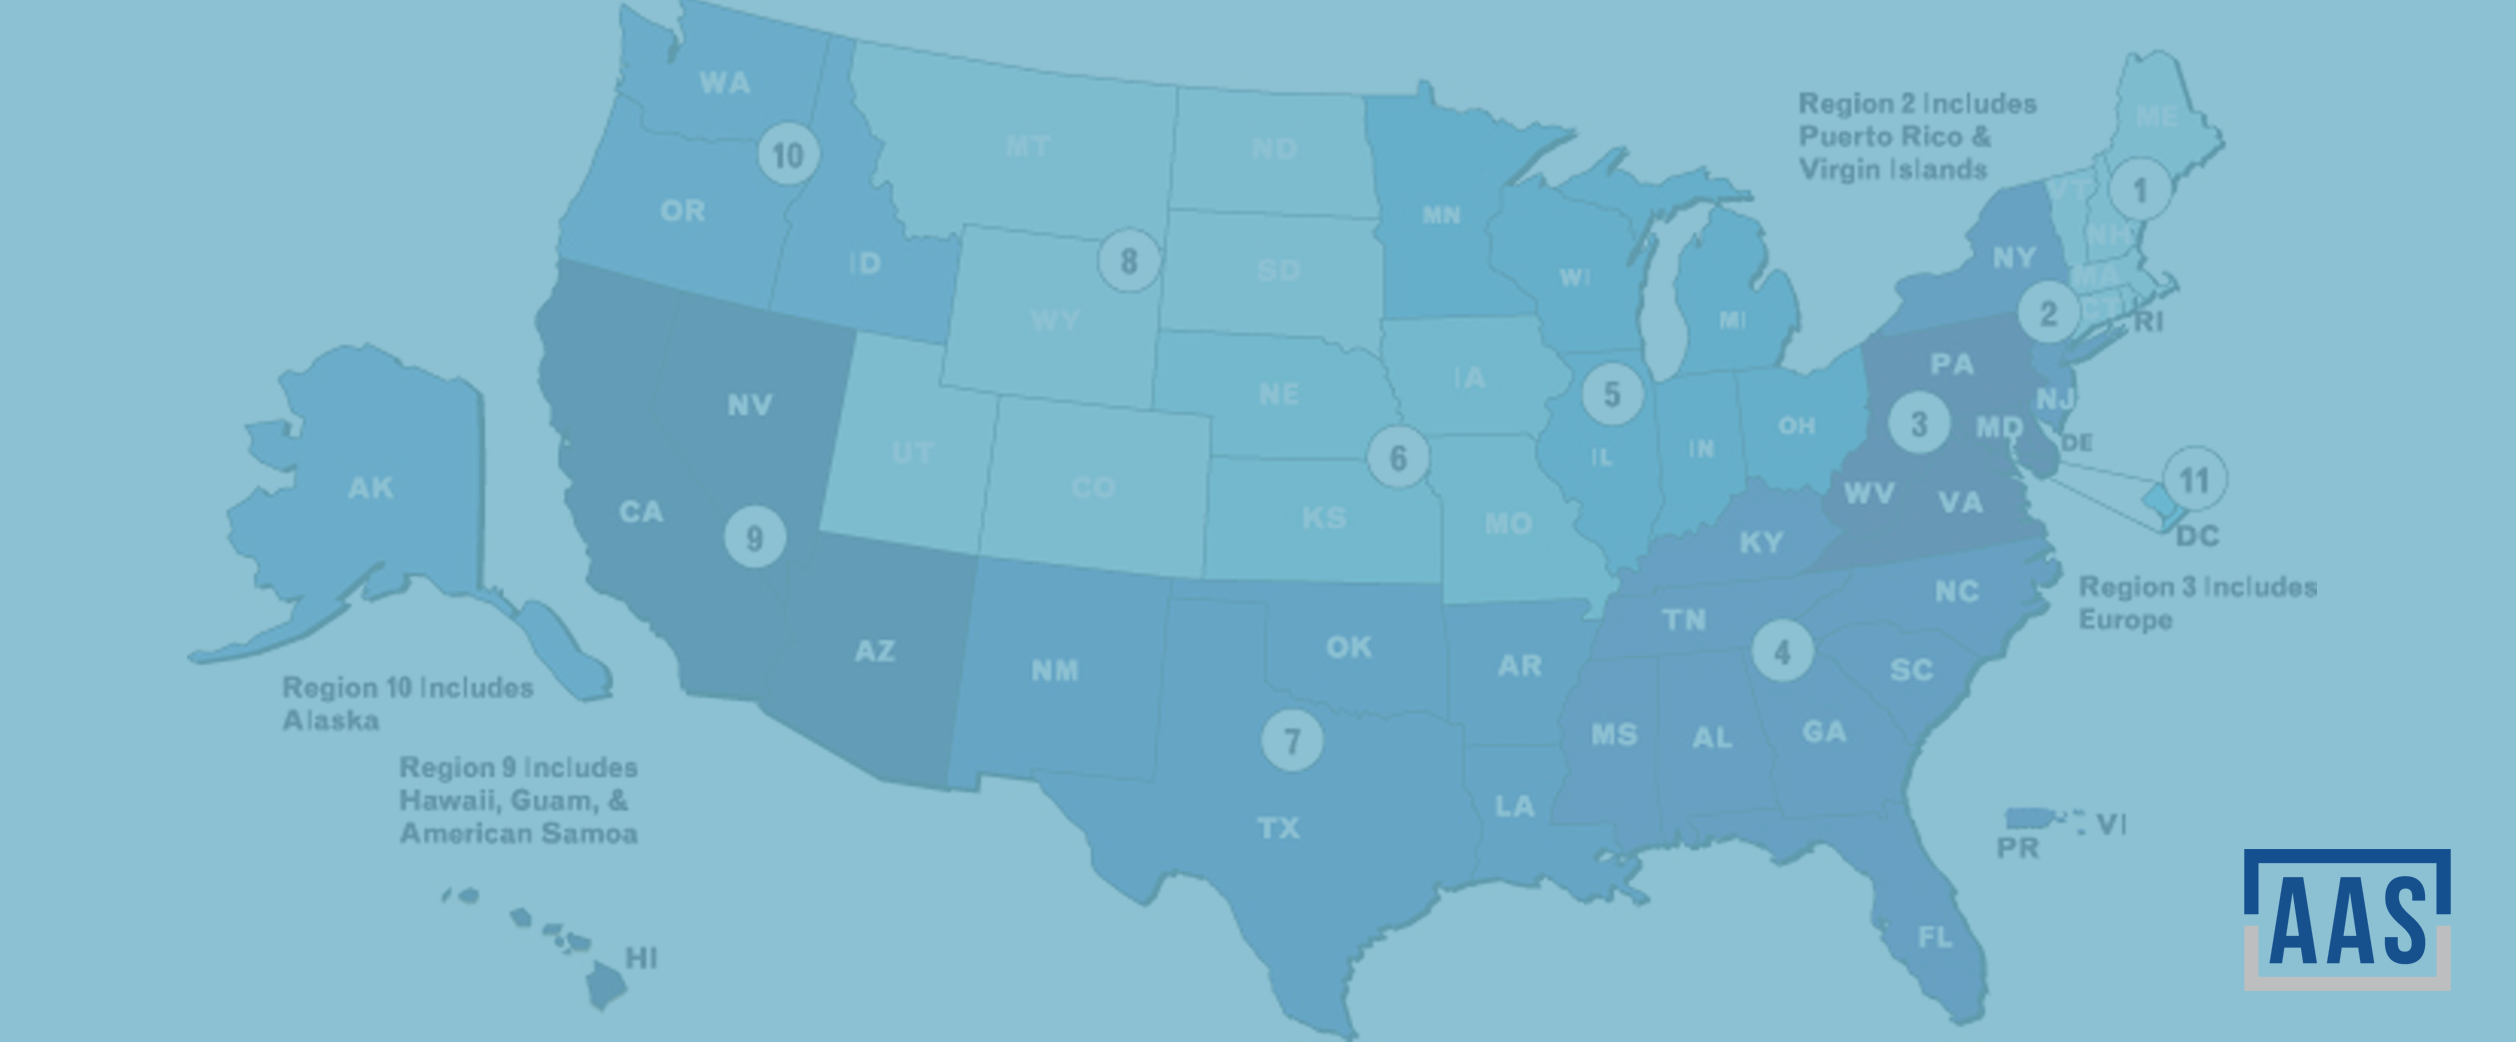 WA
10
OR
ID
MT
ND
MN
8
WY
SD
WI
MI
Region 2 Includes
Puerto Rico &
Virgin Islands
ME
VT
1
NH
NY
MA
2
CT
RI
PA
NJ
3
MD
DE
11
DC
WV
VA
NV
CA
9
UT
CO
NE
IA
6
KS
MO
5
IL
IN
OH
KY
NC
TN
4
SC
Region 3 Includes
Europe
AK
Region 10 Includes
Alaska
Region 9 Includes
Hawaii, Guam, &
American Samoa
HI
AZ
NM
OK
AR
7
TX
LA
MS
AL
GA
FL
VI
PR
AAS